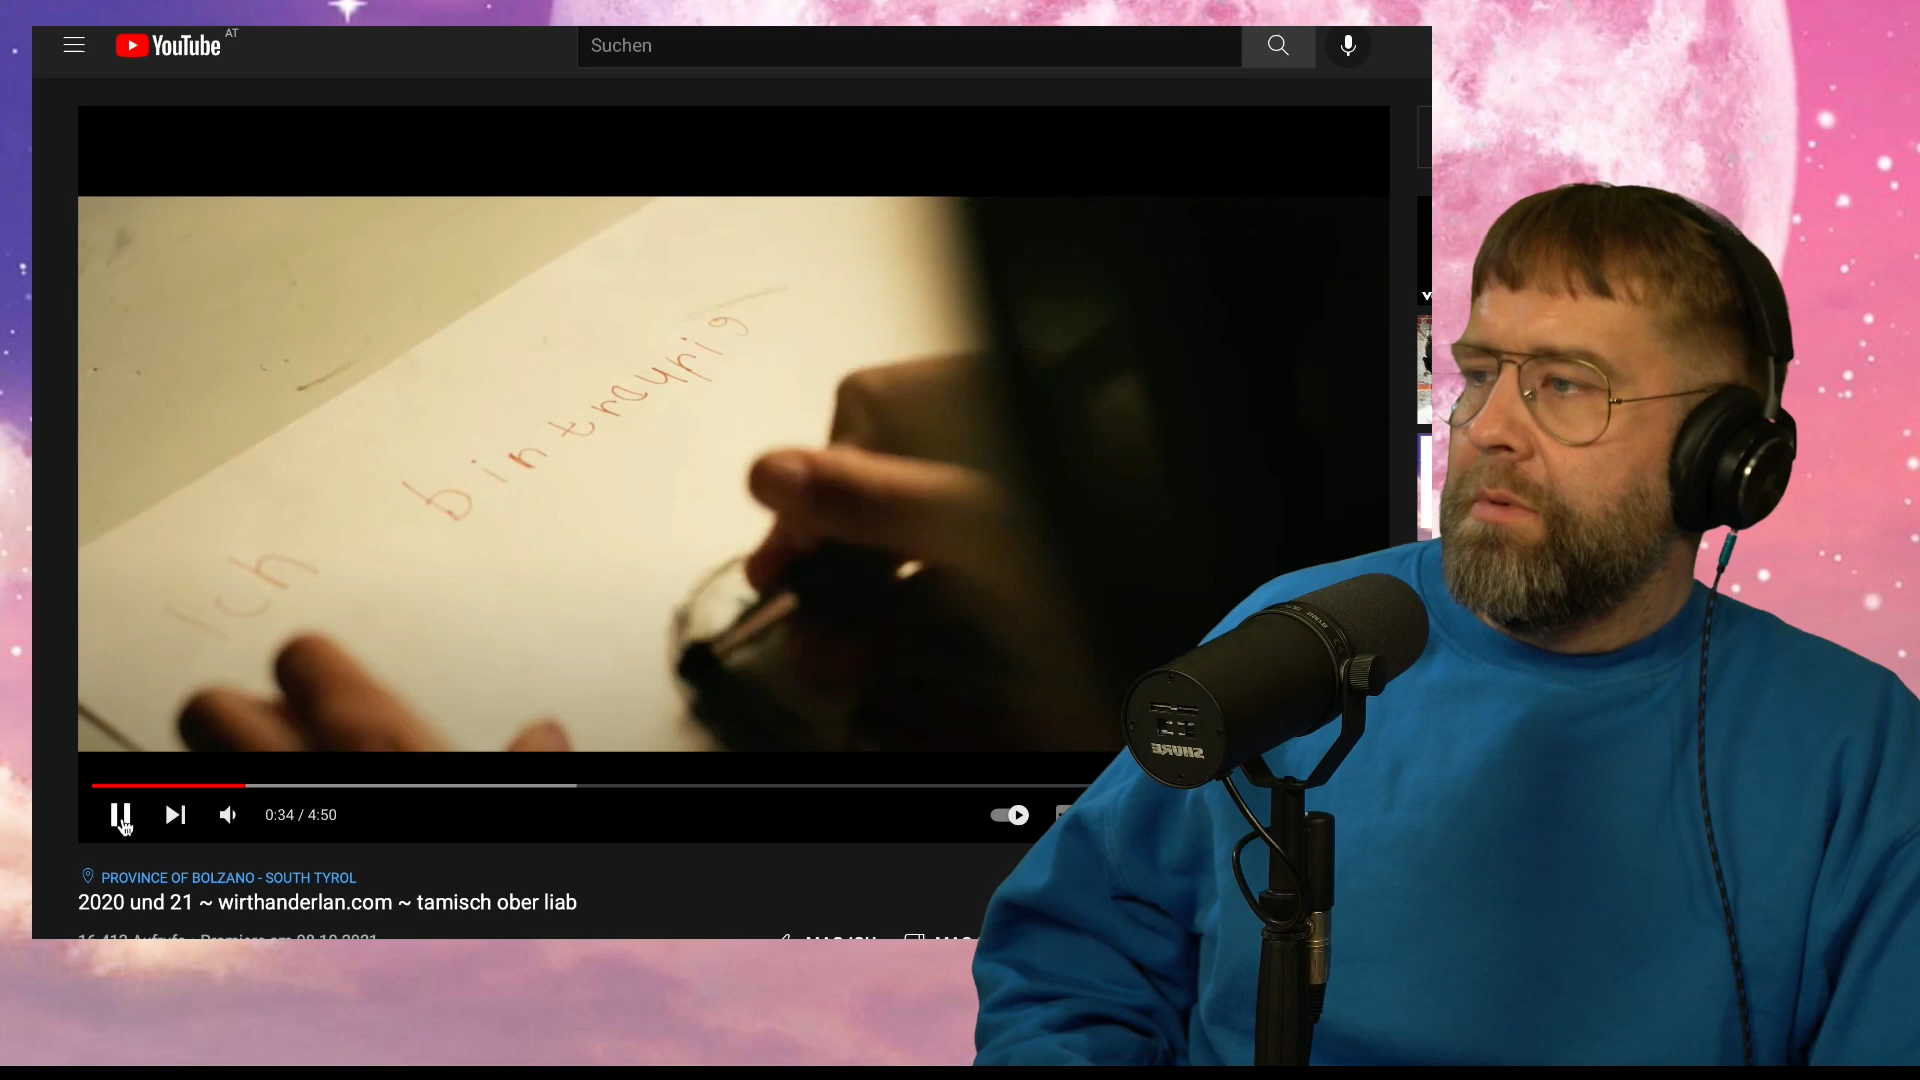 YouTube AT
Suchen
Ich bin traurig
0:34 / 4:50
PROVINCE OF BOLZANO - SOUTH TYROL
2020 und 21 ~ wirthanderlan.com ~ tamisch ober liab
SHURE